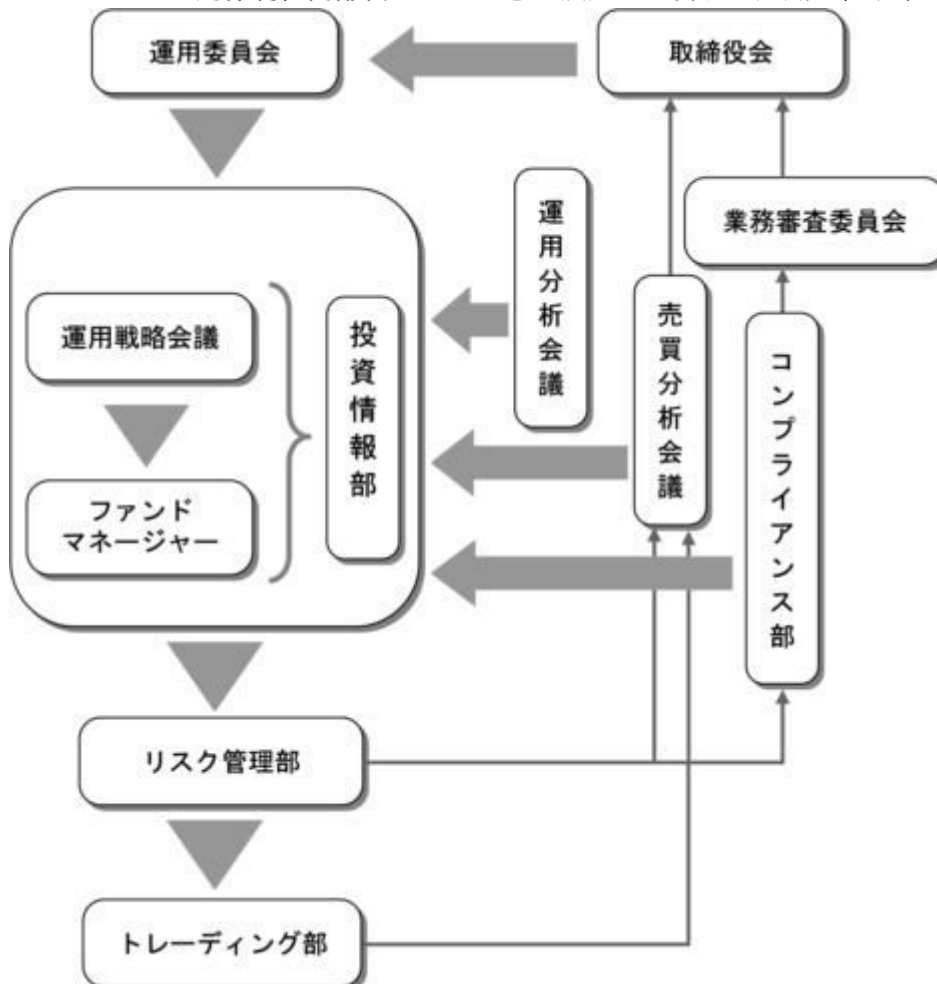 運用委員会
取締役会
運用分析会議
業務審査委員会
運用戦略会議
投資情報部
売買分析会議
コンプライアンス部
ファンド
マネージャー
リスク管理部
トレーディング部